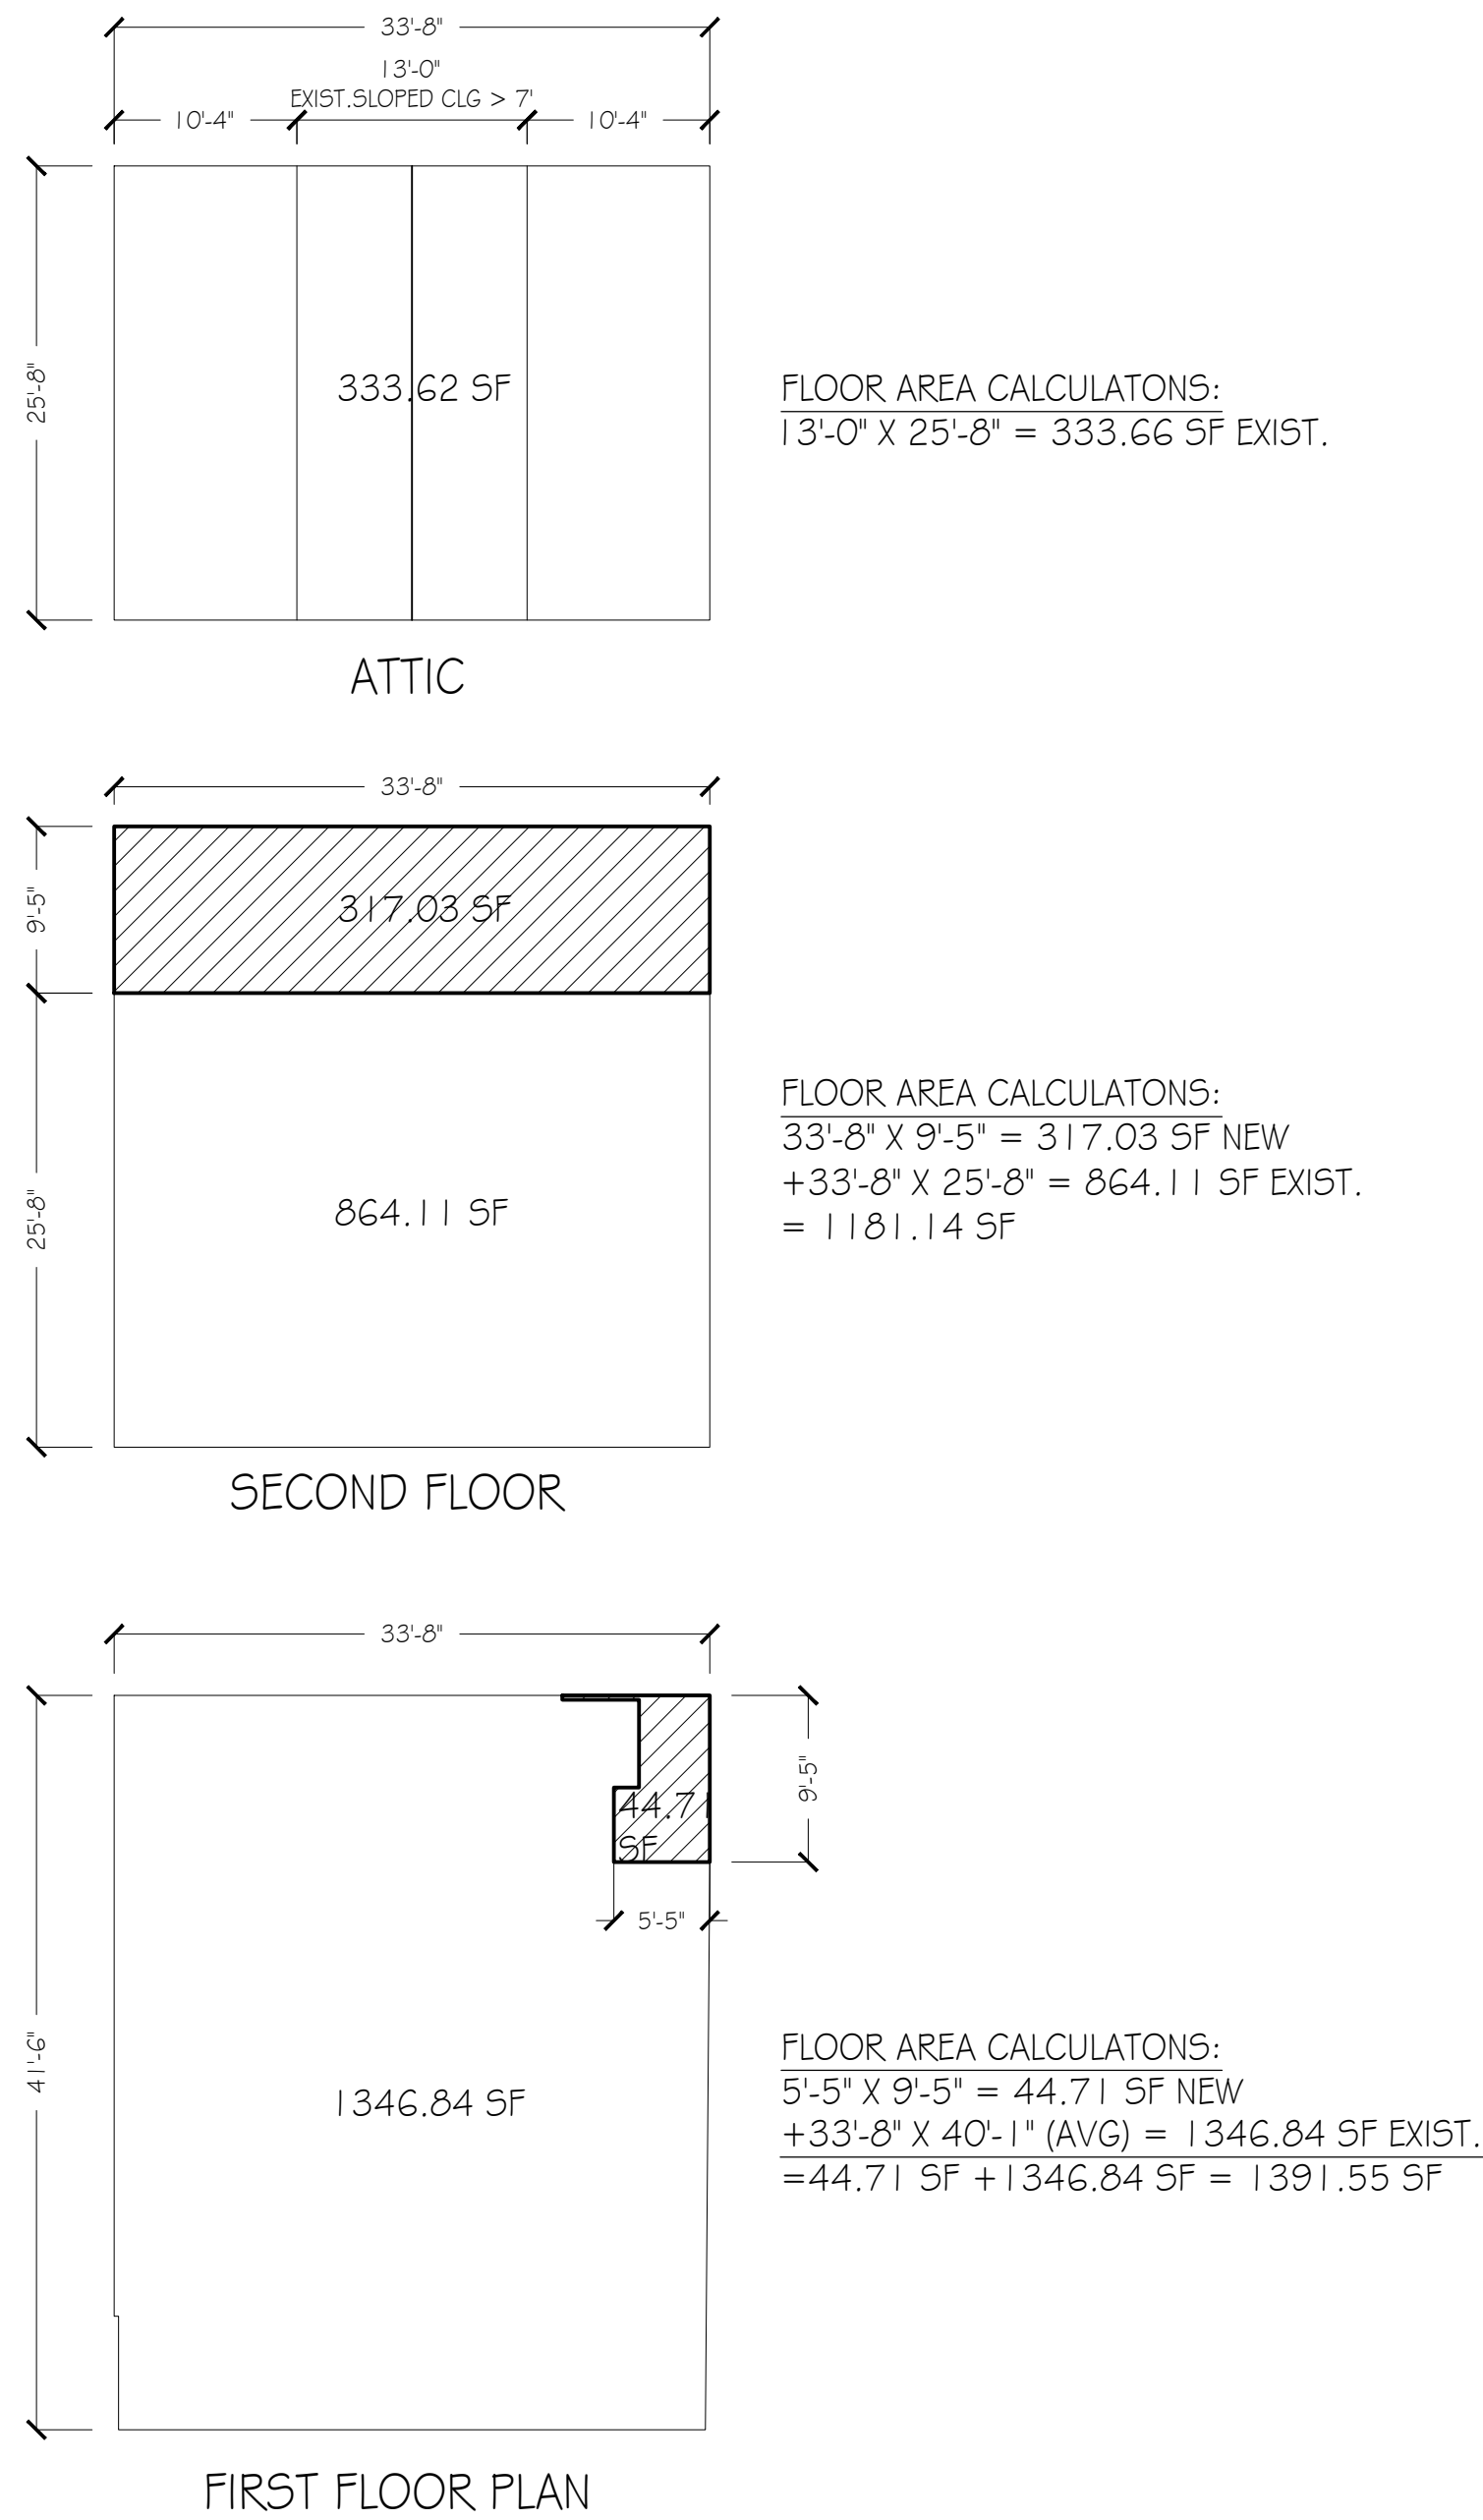 33'-8"
13'-0"
EXIST.SLOPED CLG > 7'
10'-4"
10'-4"
25'-8"
333.62 SF
FLOOR AREA CALCULATONS:
13'-0" X 25'-8" = 333.66 SF EXIST.
ATTIC
33'-8"
9'-5"
317.03 SF
25'-8"
864.11 SF
FLOOR AREA CALCULATONS:
33'-8" X 9'-5" = 317.03 SF NEW
+33'-8" X 25'-8" = 864.11 SF EXIST.
= 1181.14 SF
SECOND FLOOR
33'-8"
9'-5"
44.71
SF
5'-5"
41'-6"
1346.84 SF
FLOOR AREA CALCULATONS:
5'-5" X 9'-5" = 44.71 SF NEW
+33'-8" X 40'-1" (AVG) = 1346.84 SF EXIST.
=44.71 SF +1346.84 SF = 1391.55 SF
FIRST FLOOR PLAN